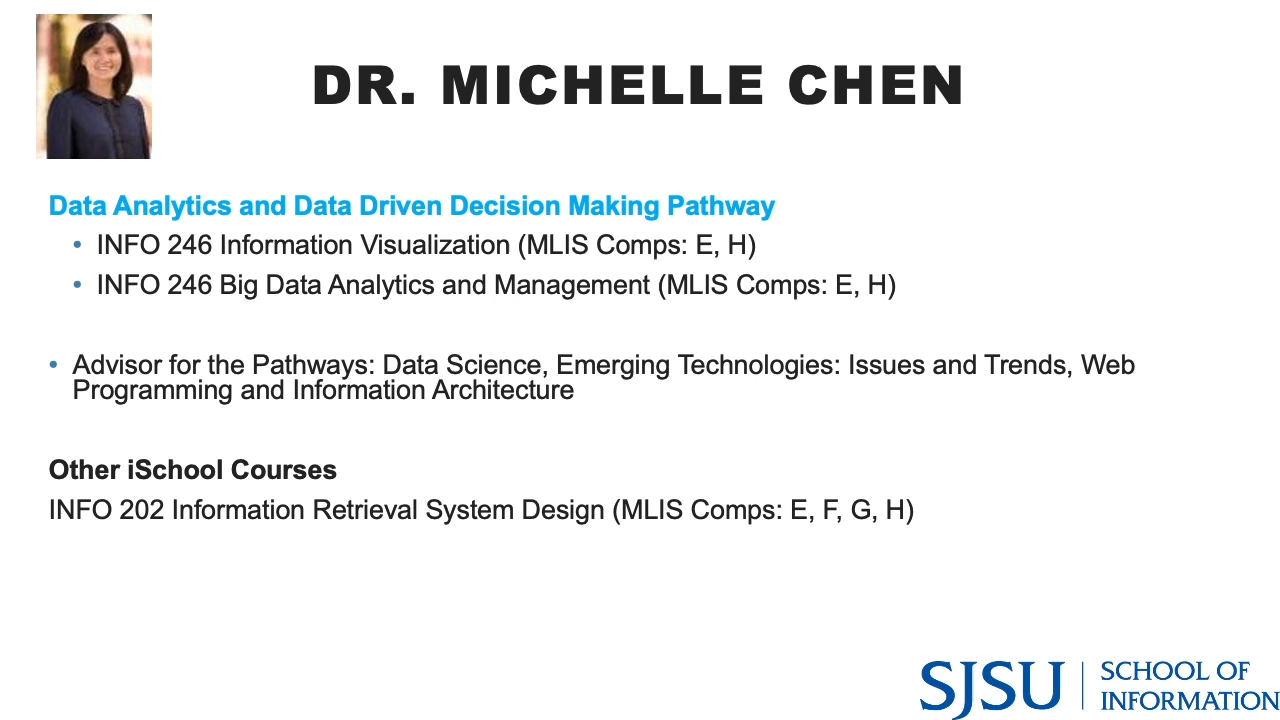 DR. MICHELLE CHEN
Data Analytics and Data Driven Decision Making Pathway
• INFO 246 Information Visualization (MLIS Comps: E, H)
• INFO 246 Big Data Analytics and Management (MLIS Comps: E, H)
• Advisor for the Pathways: Data Science, Emerging Technologies: Issues and Trends, Web
Programming and Information Architecture
Other iSchool Courses
INFO 202 Information Retrieval System Design (MLIS Comps: E, F, G, H)
SJSU | SCHOOL OF
INFORMATION